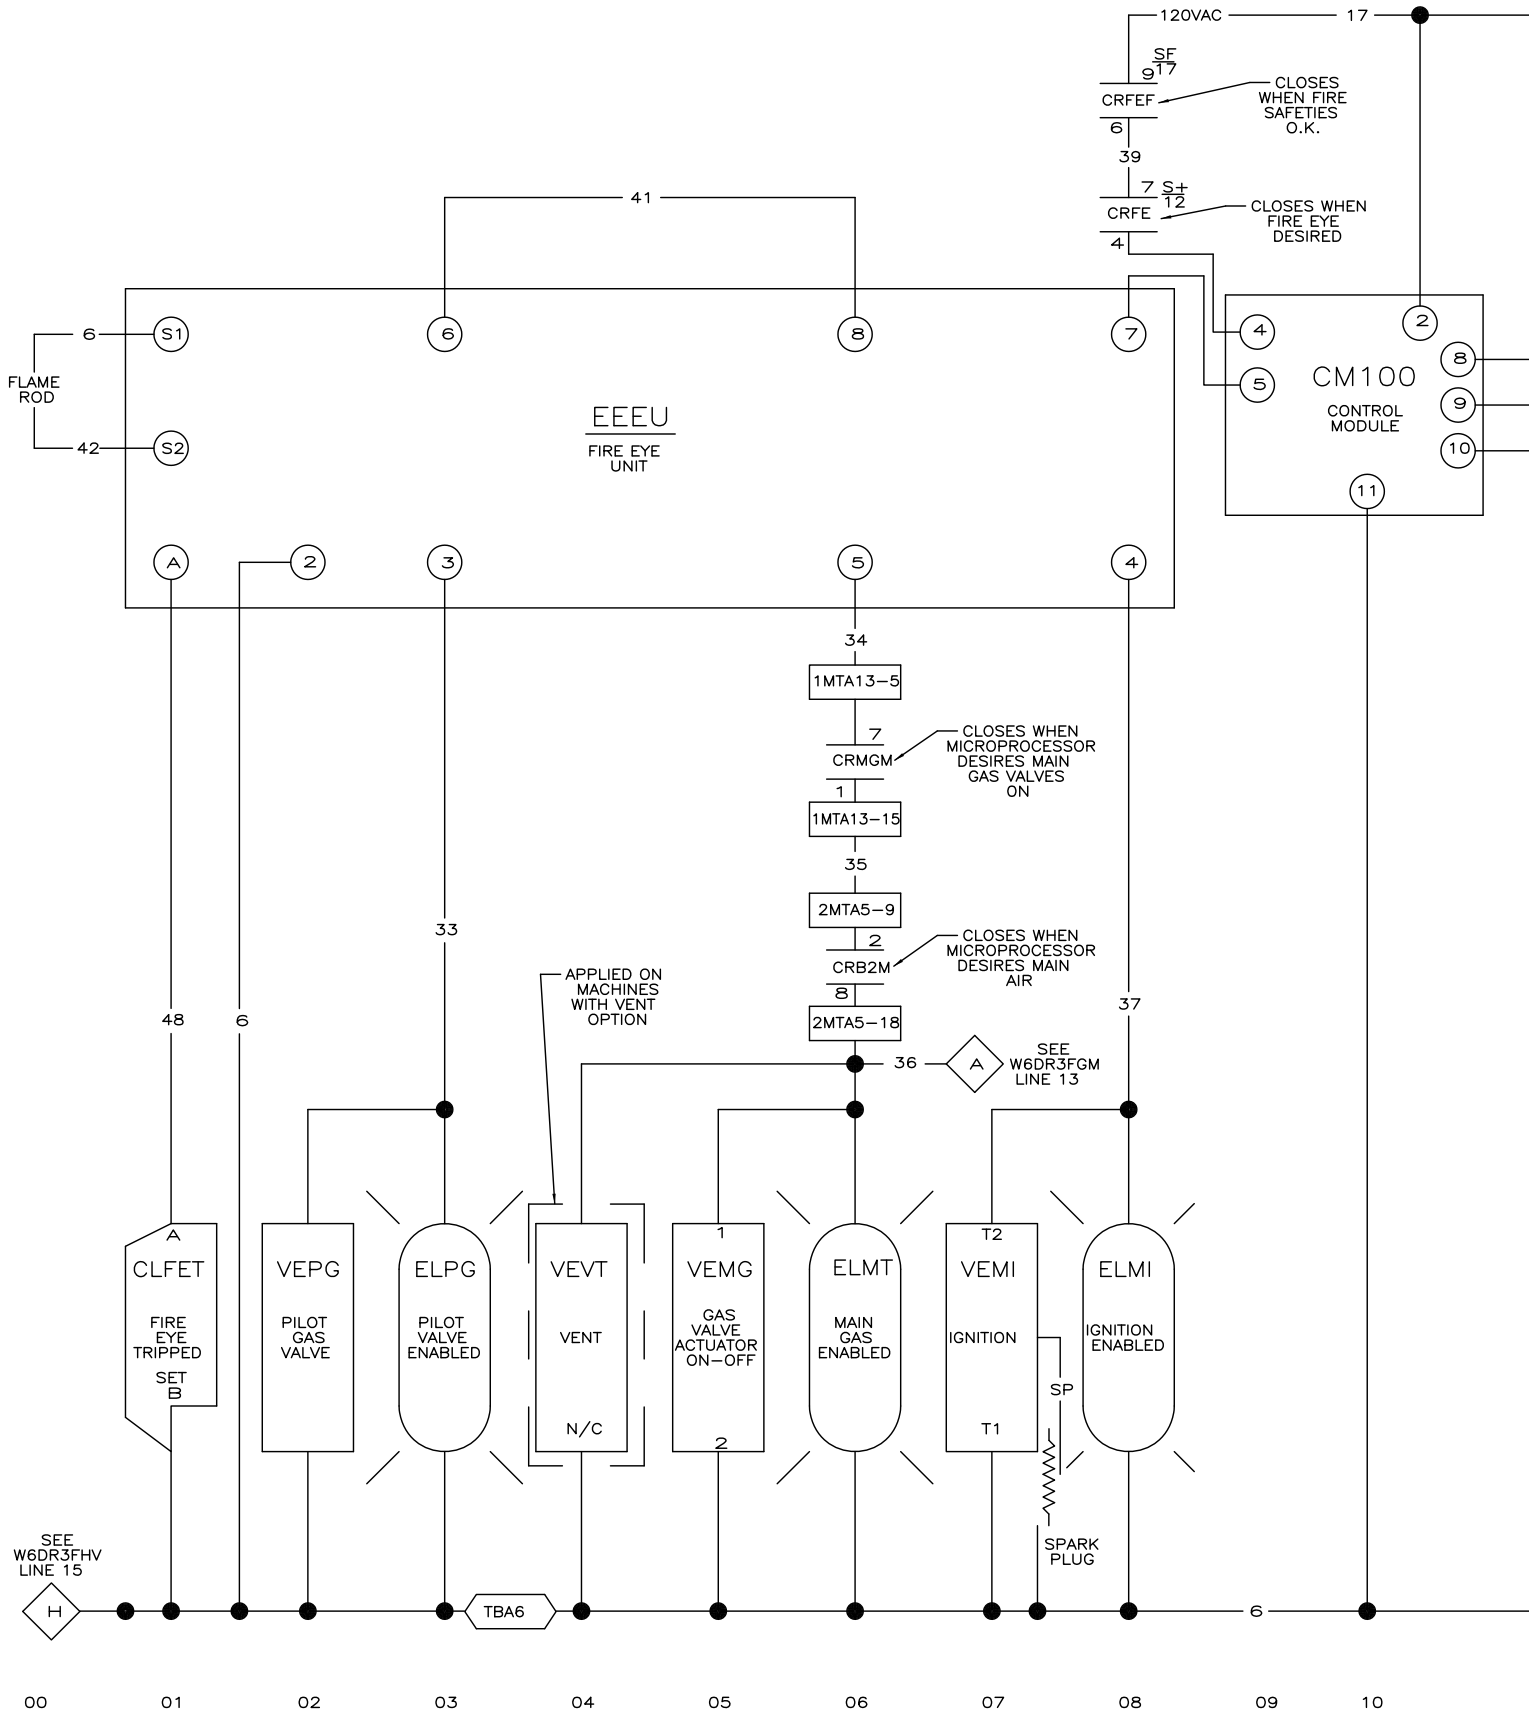 120VAC
17
SF
17
9
CRFEF
6
CLOSES
WHEN FIRE
SAFETIES
O.K.
39
7
S+
12
CRFE
4
CLOSES WHEN
FIRE EYE
DESIRED
41
6
S1
6
8
7
FLAME
ROD
42
S2
EEEU
FIRE EYE
UNIT
4
2
5
8
CM100
CONTROL
MODULE
9
10
11
A
2
3
5
4
34
1MTA13-5
7
CRMGM
1
CLOSES WHEN
MICROPROCESSOR
DESIRES MAIN
GAS VALVES
ON
1MTA13-15
35
2MTA5-9
2
CRB2M
8
CLOSES WHEN
MICROPROCESSOR
DESIRES MAIN
AIR
2MTA5-18
33
APPLIED ON
MACHINES
WITH VENT
OPTION
48
6
37
36
A
SEE
W6DR3FGM
LINE 13
A
CLFET
FIRE
EYE
TRIPPED
SET
B
VEPG
PILOT
GAS
VALVE
ELPG
PILOT
VALVE
ENABLED
VEVT
VENT
N/C
1
VEMG
GAS
VALVE
ACTUATOR
ON-OFF
2
ELMT
MAIN
GAS
ENABLED
T2
VEMI
IGNITION
T1
SP
ELMI
IGNITION
ENABLED
SPARK
PLUG
SEE
W6DR3FHV
LINE 15
H
TBA6
6
00
01
02
03
04
05
06
07
08
09
10